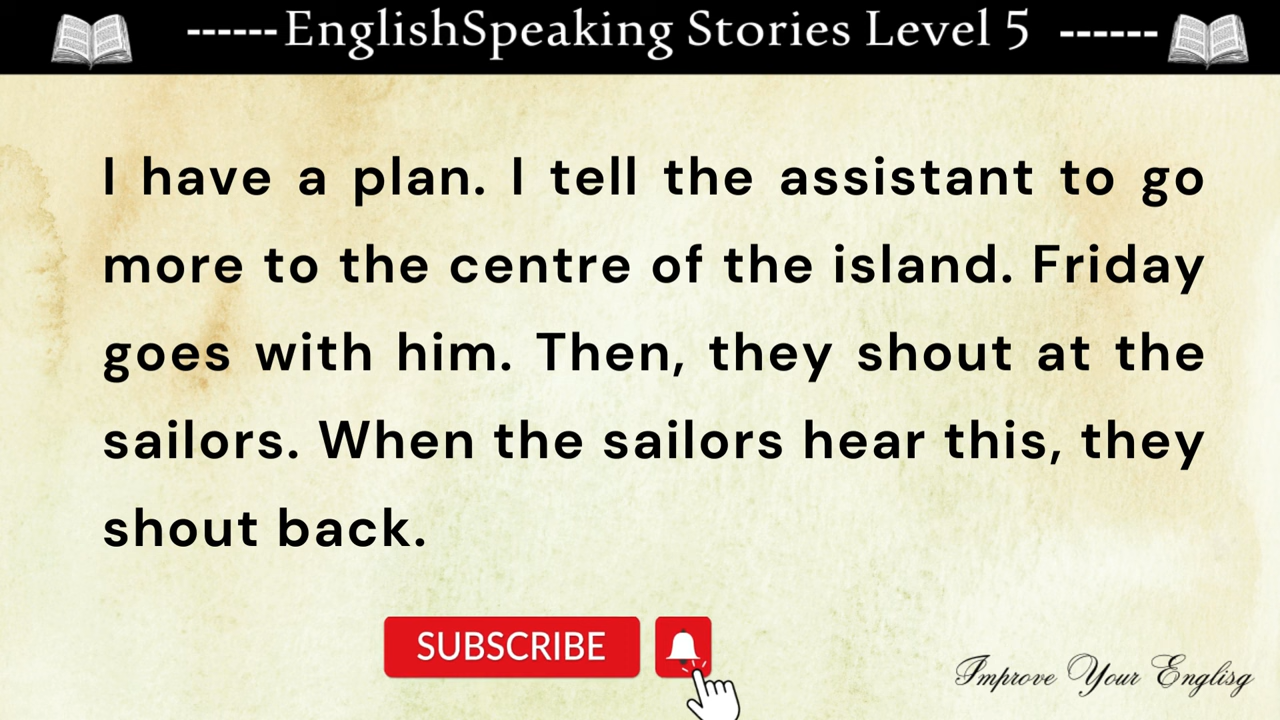 ------EnglishSpeaking Stories Level 5 ------
I have a plan. I tell the assistant to go
more to the centre of the island. Friday
goes with him. Then, they shout at the
sailors. When the sailors hear this, they
shout back.
SUBSCRIBE
Improve Your Englisg